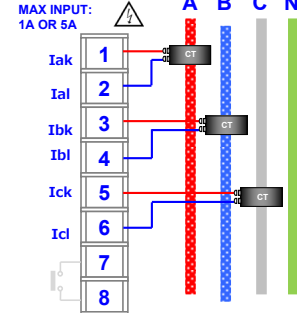 MAX INPUT:
1A OR 5A
A B C N
Iak 1 CT
Ial 2
Ibk 3 CT
Ibl 4
Ick 5 CT
Icl 6
7
8